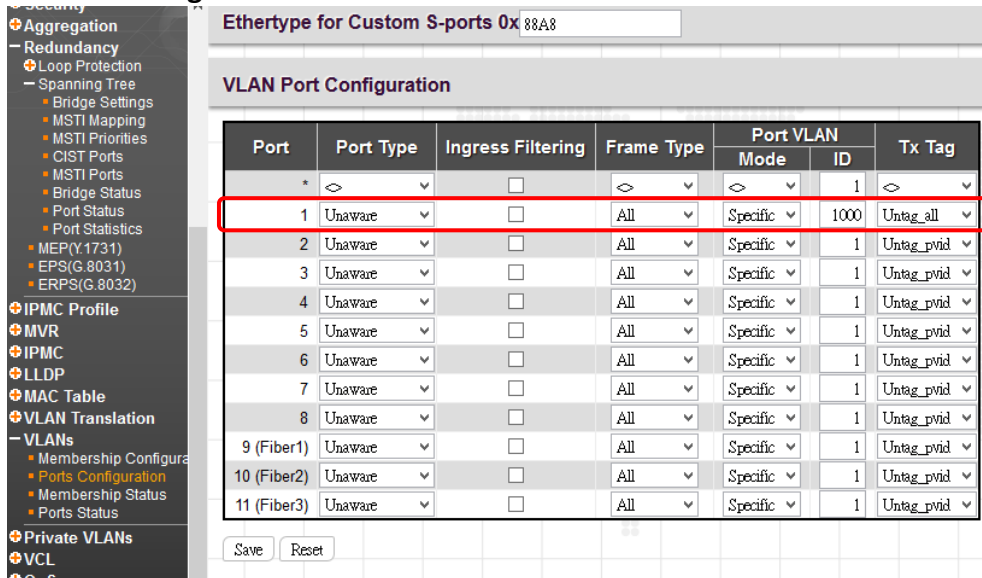 Aggregation
Redundancy
Loop Protection
Spanning Tree
Bridge Settings
MSTI Mapping
MSTI Priorities
CIST Ports
MSTI Ports
Bridge Status
Port Status
Port Statistics
MEP(Y.1731)
EPS(G.8031)
ERPS(G.8032)
IPMC Profile
MVR
IPMC
LLDP
MAC Table
VLAN Translation
VLANs
Membership Configura
Ports Configuration
Membership Status
Ports Status
Private VLANs
VCL
Ethertype for Custom S-ports 0x 88A8
VLAN Port Configuration
Port Port Type Ingress Filtering Frame Type Port VLAN Tx Tag
Mode ID
* <> <> <> 1 <>
1 Unaware All Specific 1000 Untag_all
2 Unaware All Specific 1 Untag_pvid
3 Unaware All Specific 1 Untag_pvid
4 Unaware All Specific 1 Untag_pvid
5 Unaware All Specific 1 Untag_pvid
6 Unaware All Specific 1 Untag_pvid
7 Unaware All Specific 1 Untag_pvid
8 Unaware All Specific 1 Untag_pvid
9 (Fiber1) Unaware All Specific 1 Untag_pvid
10 (Fiber2) Unaware All Specific 1 Untag_pvid
11 (Fiber3) Unaware All Specific 1 Untag_pvid
Save Reset